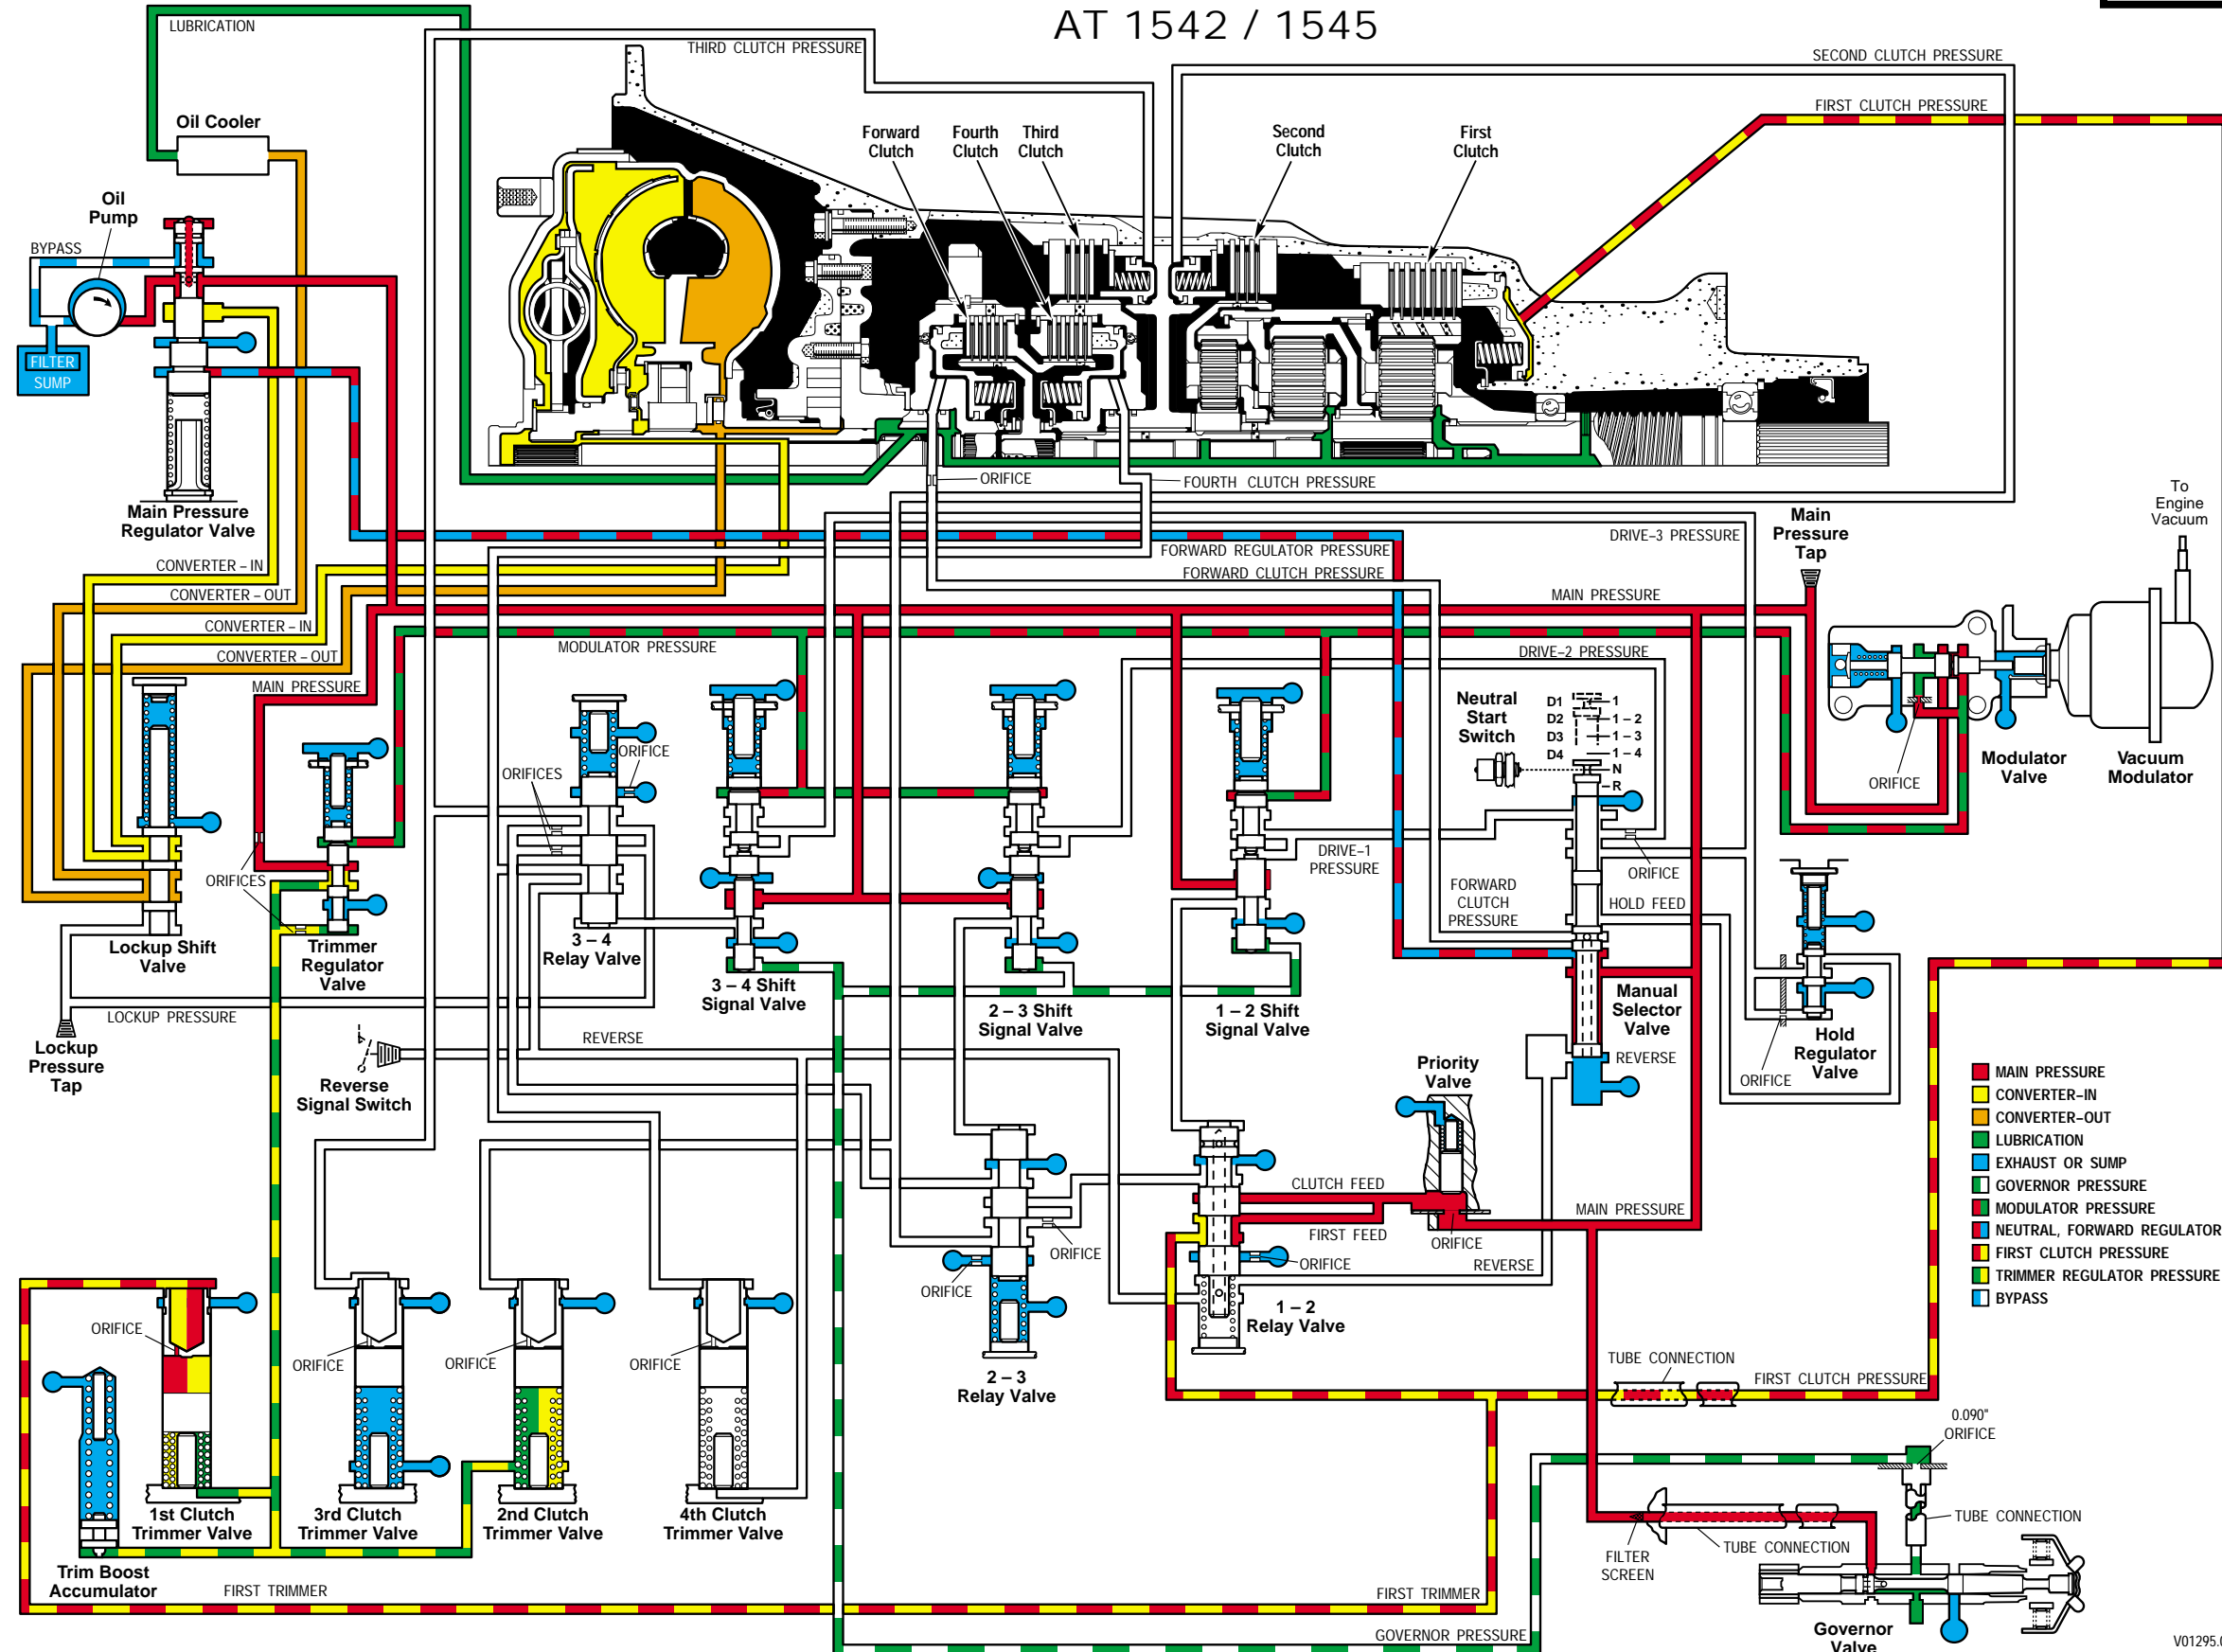 AT 1542 / 1545
LUBRICATION
THIRD CLUTCH PRESSURE
SECOND CLUTCH PRESSURE
FIRST CLUTCH PRESSURE
Oil Cooler
Forward
Clutch
Fourth
Clutch
Third
Clutch
Second
Clutch
First
Clutch
Oil
Pump
BYPASS
FILTER
SUMP
Main Pressure
Regulator Valve
ORIFICE
FOURTH CLUTCH PRESSURE
To
Engine
Vacuum
Main
Pressure
Tap
DRIVE–3 PRESSURE
FORWARD REGULATOR PRESSURE
FORWARD CLUTCH PRESSURE
CONVERTER – IN
CONVERTER – OUT
MAIN PRESSURE
CONVERTER – IN
CONVERTER – OUT
MODULATOR PRESSURE
DRIVE–2 PRESSURE
MAIN PRESSURE
Neutral
Start
Switch
D1
D2
D3
D4
1
1 – 2
1 – 3
1 – 4
N
R
ORIFICE
ORIFICES
ORIFICE
Modulator
Valve
Vacuum
Modulator
DRIVE–1
PRESSURE
ORIFICE
ORIFICES
FORWARD
CLUTCH
PRESSURE
HOLD FEED
Lockup Shift
Valve
Trimmer
Regulator
Valve
3 – 4
Relay Valve
3 – 4 Shift
Signal Valve
2 – 3 Shift
Signal Valve
1 – 2 Shift
Signal Valve
Manual
Selector
Valve
LOCKUP PRESSURE
Lockup
Pressure
Tap
REVERSE
Reverse
Signal Switch
Priority
Valve
REVERSE
Hold
Regulator
Valve
ORIFICE
MAIN PRESSURE
CONVERTER–IN
CONVERTER–OUT
LUBRICATION
EXHAUST OR SUMP
GOVERNOR PRESSURE
MODULATOR PRESSURE
NEUTRAL, FORWARD REGULATOR
FIRST CLUTCH PRESSURE
TRIMMER REGULATOR PRESSURE
BYPASS
CLUTCH FEED
MAIN PRESSURE
FIRST FEED
ORIFICE
ORIFICE
ORIFICE
REVERSE
ORIFICE
1 – 2
Relay Valve
ORIFICE
ORIFICE
ORIFICE
ORIFICE
2 – 3
Relay Valve
TUBE CONNECTION
FIRST CLUTCH PRESSURE
0.090"
ORIFICE
1st Clutch
Trimmer Valve
3rd Clutch
Trimmer Valve
2nd Clutch
Trimmer Valve
4th Clutch
Trimmer Valve
TUBE CONNECTION
TUBE CONNECTION
FILTER
SCREEN
Trim Boost
Accumulator
FIRST TRIMMER
FIRST TRIMMER
GOVERNOR PRESSURE
Governor
Valve